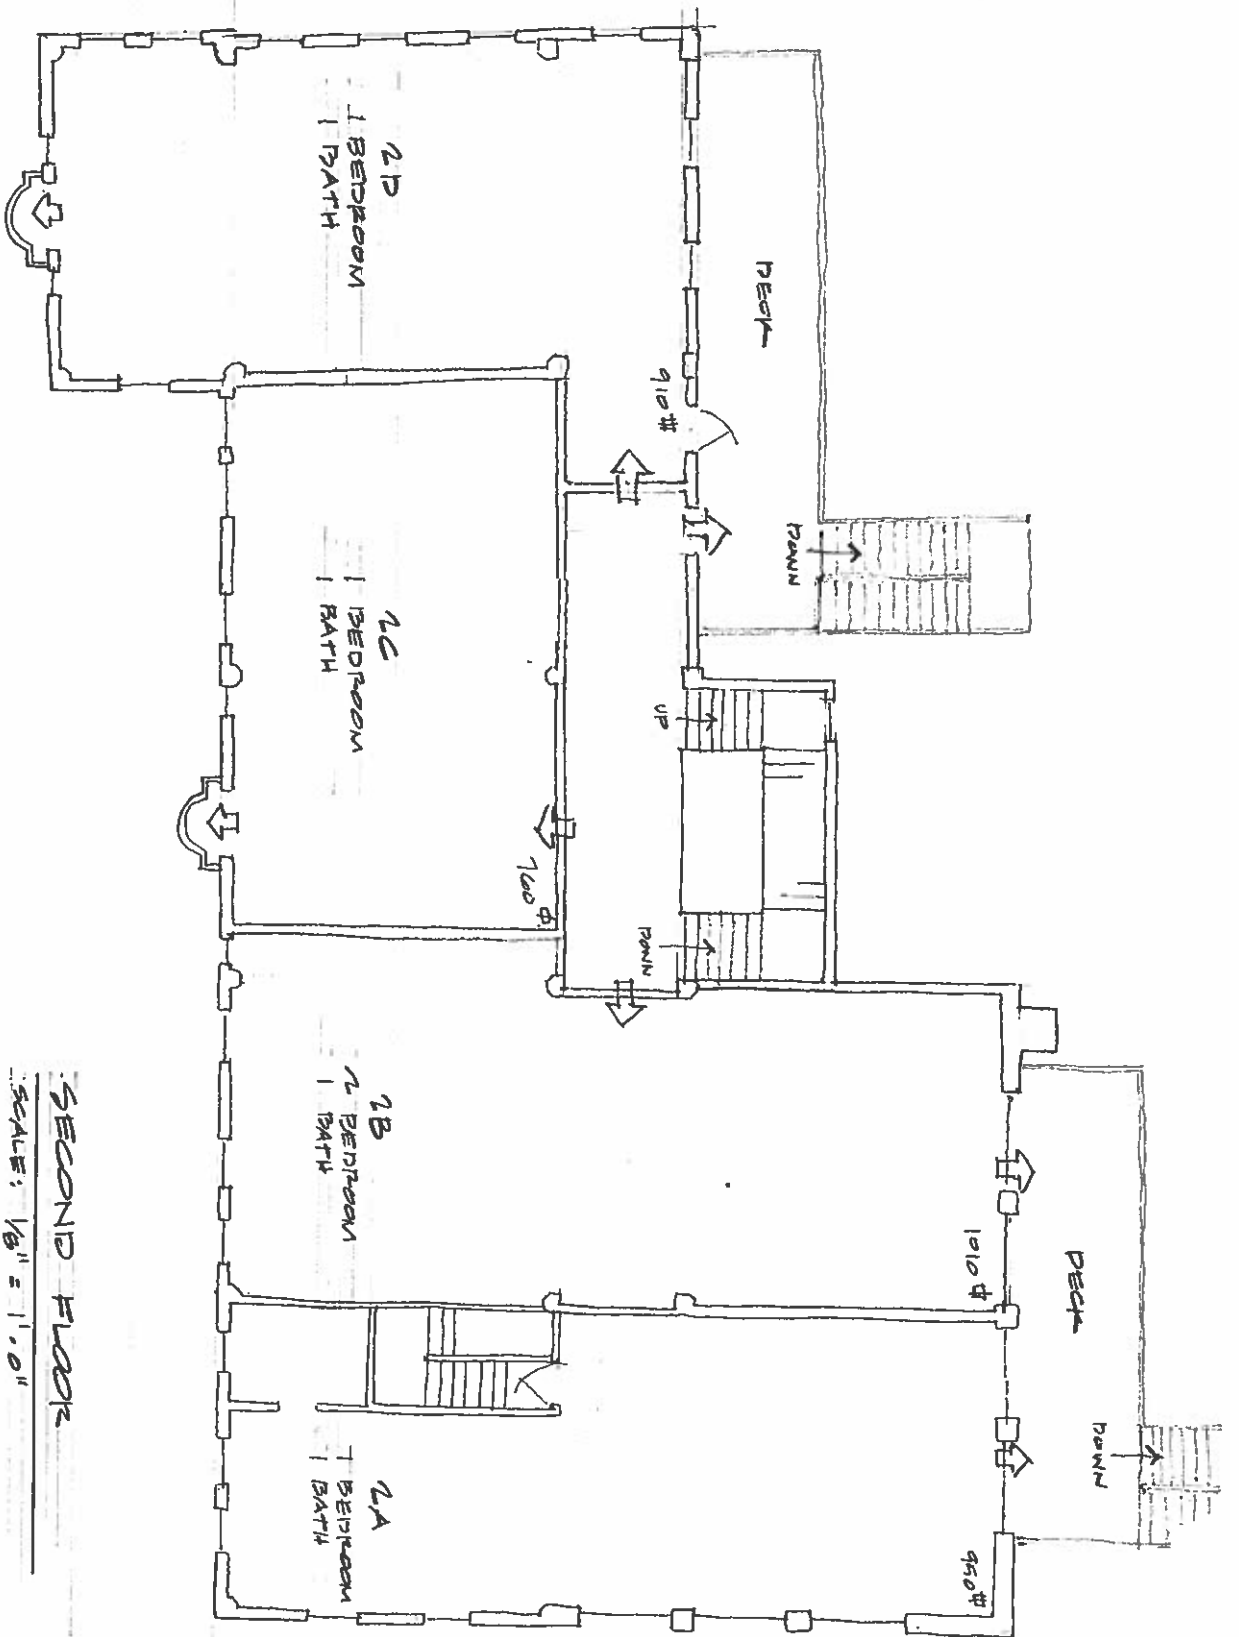 DECK
DOWN
2D
1 BEDROOM
1 BATH
910 #
UP
DOWN
2C
1 BEDROOM
1 BATH
760 #
2B
2 BEDROOM
1 BATH
1010 #
DECK
DOWN
2A
1 BEDROOM
1 BATH
950 #
SECOND FLOOR
SCALE: 1/8" = 1'-0"